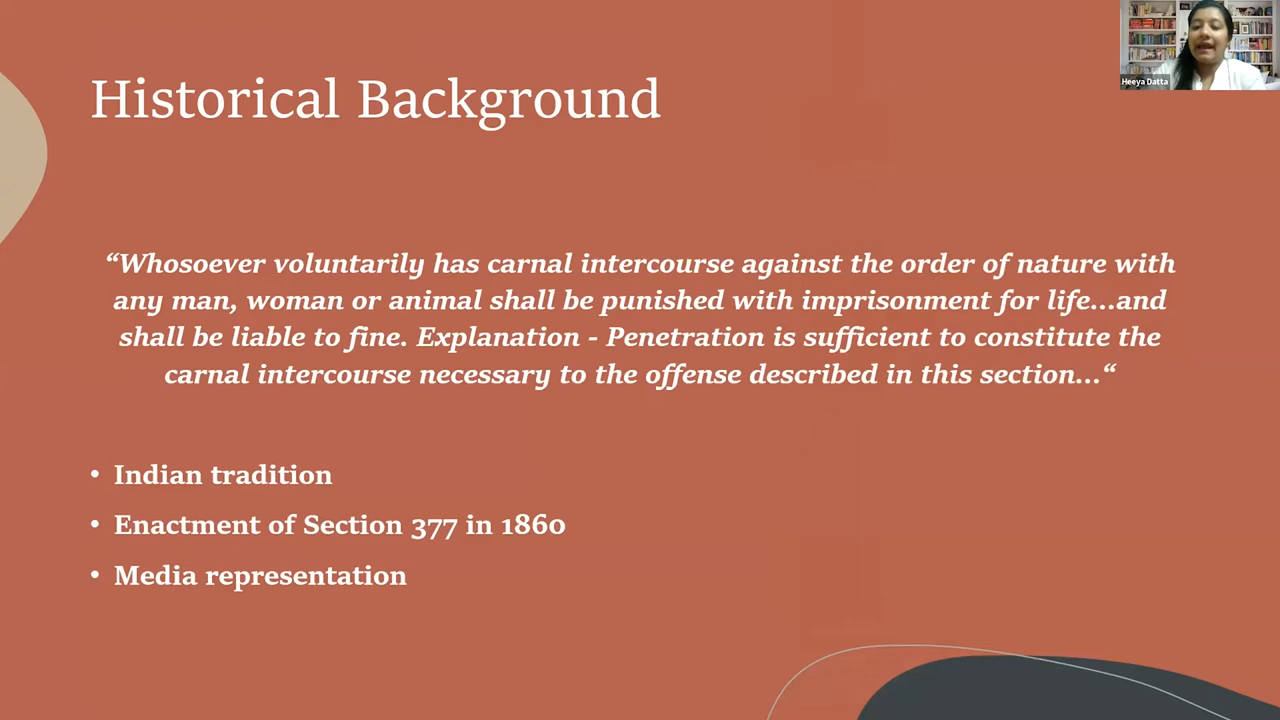 Historical Background
Heeya Datta
“Whosoever voluntarily has carnal intercourse against the order of nature with
any man, woman or animal shall be punished with imprisonment for life...and
shall be liable to fine. Explanation - Penetration is sufficient to constitute the
carnal intercourse necessary to the offense described in this section...“
• Indian tradition
• Enactment of Section 377 in 1860
• Media representation